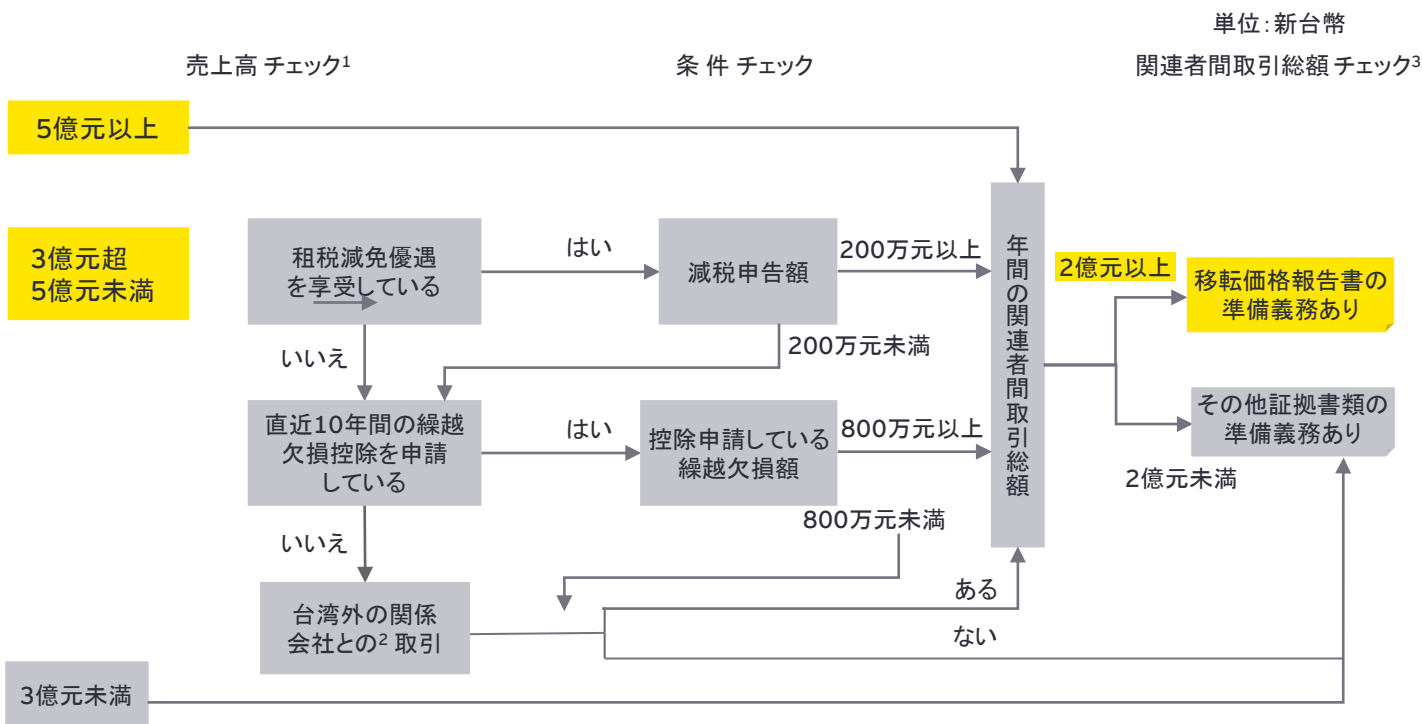 単位：新台幣
売上高 チェック1
条 件 チェック
関連者間取引総額 チェック3
5億元以上
3億元超
5億元未満
租税減免優遇
を享受している
はい
減税申告額
200万元以上
年間の関連者間取引総額
2億元以上
移転価格報告書の
準備義務あり
いいえ
200万元未満
直近10年間の繰越
欠損控除を申請
している
はい
控除申請している
繰越欠損額
800万元以上
その他証拠書類の
準備義務あり
2億元未満
800万元未満
いいえ
台湾外の関係
会社との2 取引
ある
ない
3億元未満